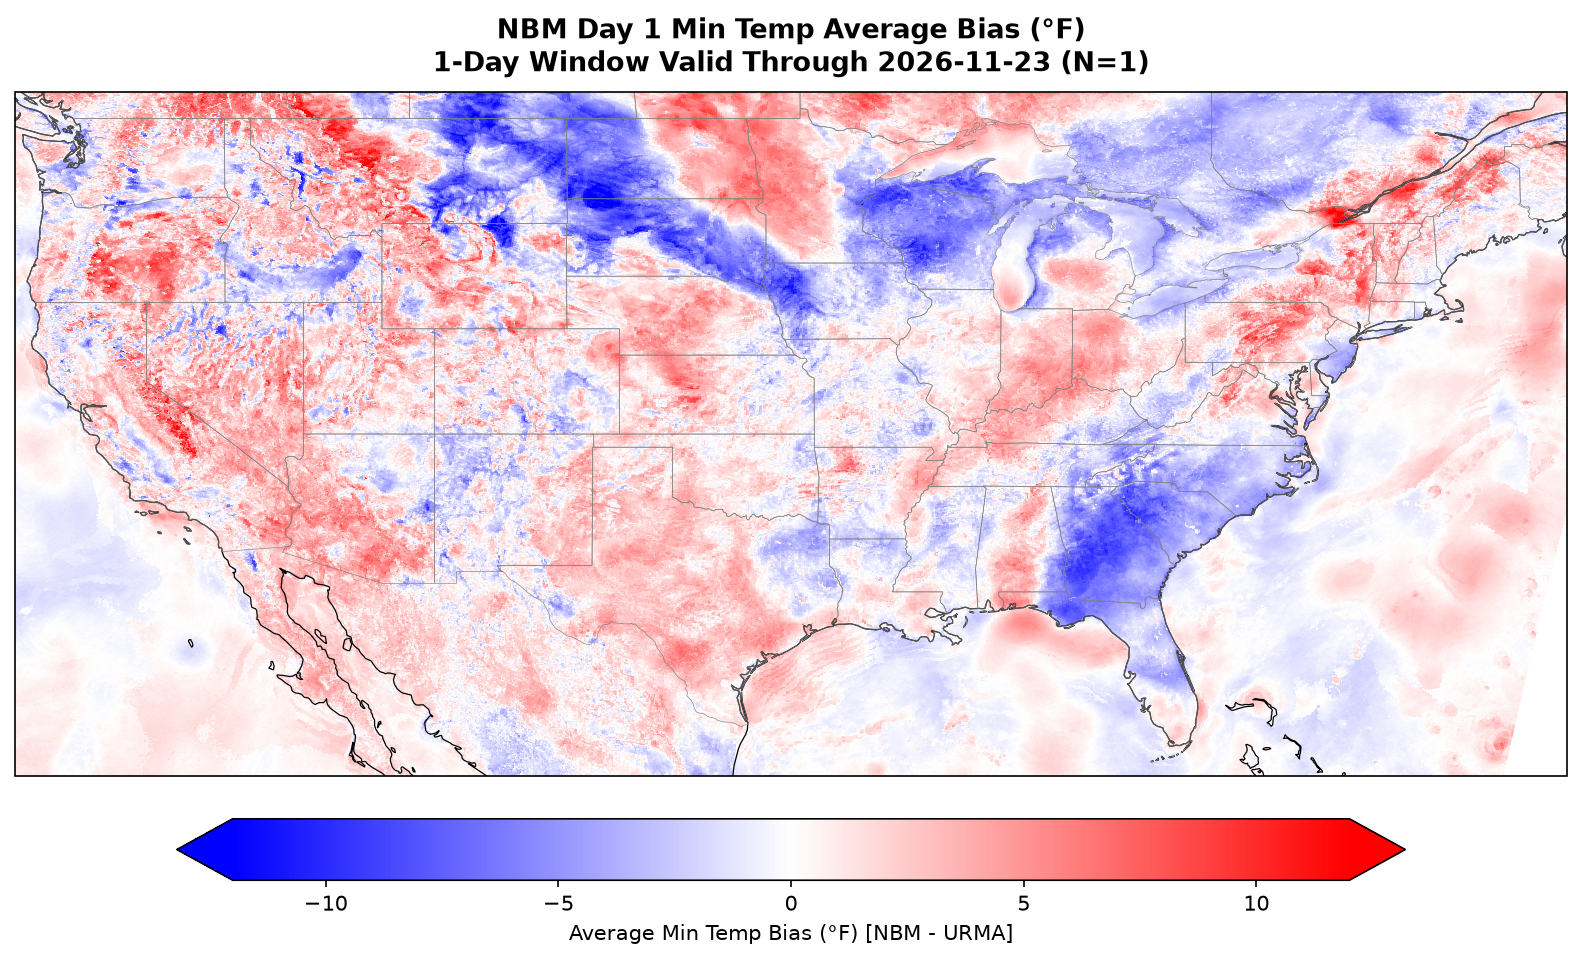 NBM Day 1 Min Temp Average Bias (°F)
1-Day Window Valid Through 2026-11-23 (N=1)
−10 −5 0 5 10
Average Min Temp Bias (°F) [NBM - URMA]